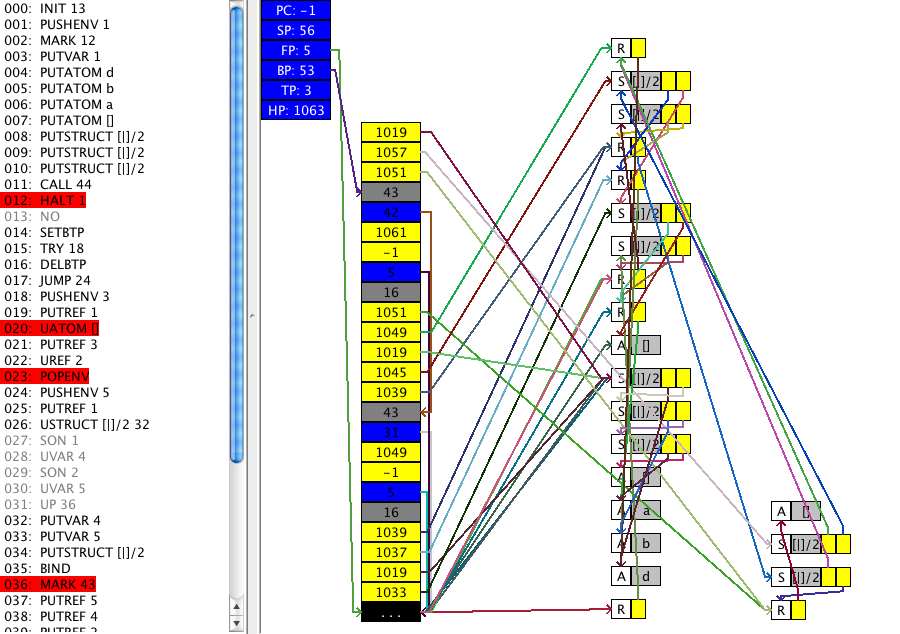 000: INIT 13
001: PUSHENV 1
002: MARK 12
003: PUTVAR 1
004: PUTATOM d
005: PUTATOM b
006: PUTATOM a
007: PUTATOM []
008: PUTSTRUCT [|]/2
009: PUTSTRUCT [|]/2
010: PUTSTRUCT [|]/2
011: CALL 44
012: HALT 1
013: NO
014: SETBTP
015: TRY 18
016: DELBTP
017: JUMP 24
018: PUSHENV 3
019: PUTREF 1
020: UATOM []
021: PUTREF 3
022: UREF 2
023: POPENV
024: PUSHENV 5
025: PUTREF 1
026: USTRUCT [|]/2 32
027: SON 1
028: UVAR 4
029: SON 2
030: UVAR 5
031: UP 36
032: PUTVAR 4
033: PUTVAR 5
034: PUTSTRUCT [|]/2
035: BIND
036: MARK 43
037: PUTREF 5
038: PUTREF 4
039: PUTREF 2
PC: -1
SP: 56
FP: 5
BP: 53
TP: 3
HP: 1063
1019
1057
1051
43
42
1061
-1
5
16
1051
1049
1019
1045
1039
43
31
1049
-1
5
16
1039
1037
1019
1033
...
R
S [|]/2
S [|]/2
R
R
S [|]/2
S [|]/2
R
R
A []
S [|]/2
S [|]/2
S [|]/2
A []
A a
A b
A d
R
A []
S [|]/2
S [|]/2
R